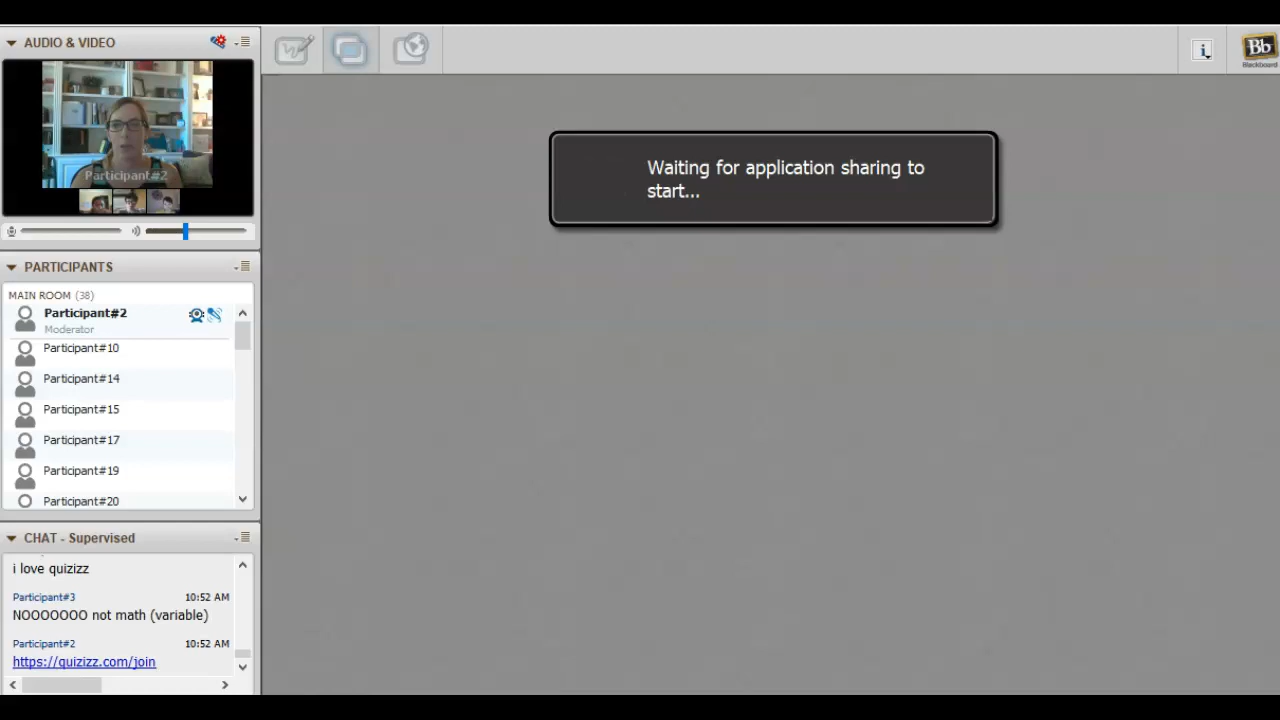 AUDIO & VIDEO
Participant#2
PARTICIPANTS
MAIN ROOM (38)
Participant#2
Moderator
Participant#10
Participant#14
Participant#15
Participant#17
Participant#19
Participant#20
CHAT - Supervised
i love quizizz
Participant#3 10:52 AM
NOOOOOOO not math (variable)
Participant#2 10:52 AM
https://quizizz.com/join
Waiting for application sharing to
start...
i
Bb
Blackboard